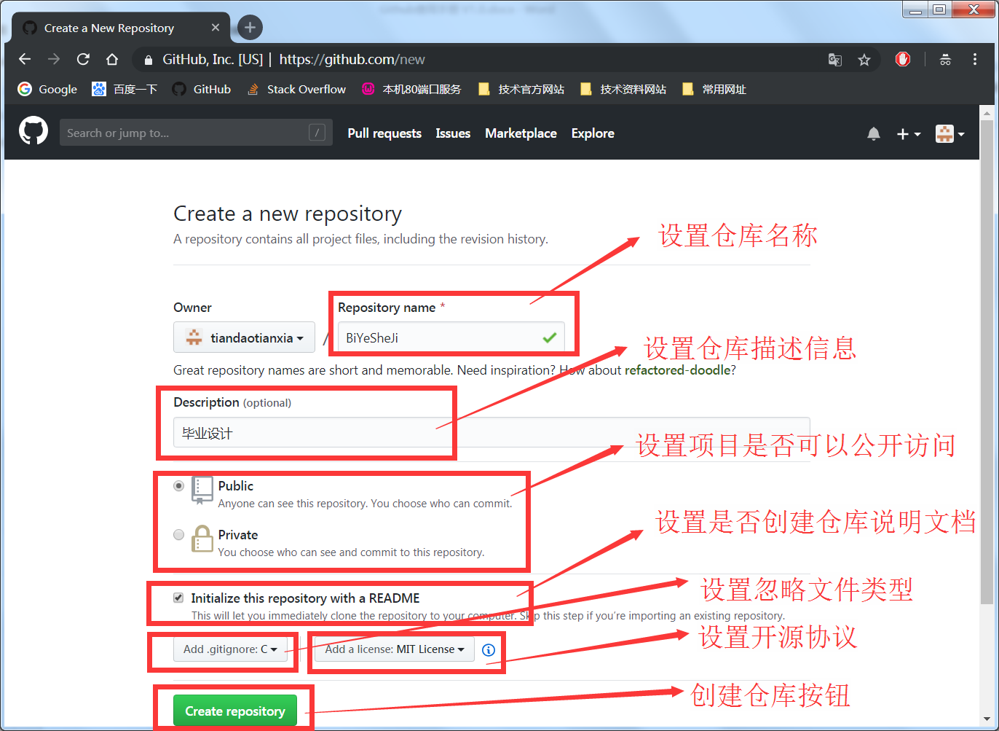 Create a New Repository
GitHub, Inc. [US] | https://github.com/new
Google 百度一下 GitHub Stack Overflow 本机80端口服务 技术官方网站 技术资料网站 常用网址
Search or jump to... / Pull requests Issues Marketplace Explore
Create a new repository
设置仓库名称
A repository contains all project files, including the revision history.
Owner Repository name *
tiandaotianxia / BiYeSheJi
设置仓库描述信息
Great repository names are short and memorable. Need inspiration? How about refactored-doodle?
Description (optional)
毕业设计
设置项目是否可以公开访问
Public
Anyone can see this repository. You choose who can commit.
设置是否创建仓库说明文档
Private
You choose who can see and commit to this repository.
设置忽略文件类型
Initialize this repository with a README
This will let you immediately clone the repository to your computer. Skip this step if you're importing an existing repository.
设置开源协议
Add .gitignore: C Add a license: MIT License
创建仓库按钮
Create repository